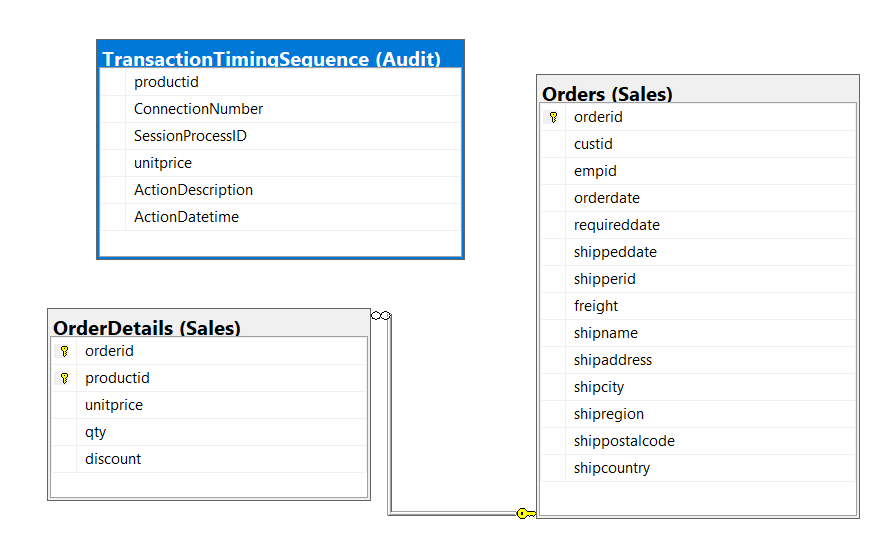 TransactionTimingSequence (Audit)
productid
ConnectionNumber
SessionProcessID
unitprice
ActionDescription
ActionDatetime
Orders (Sales)
orderid
custid
empid
orderdate
requireddate
shippeddate
shipperid
freight
shipname
shipaddress
shipcity
shipregion
shippostalcode
shipcountry
OrderDetails (Sales)
orderid
productid
unitprice
qty
discount